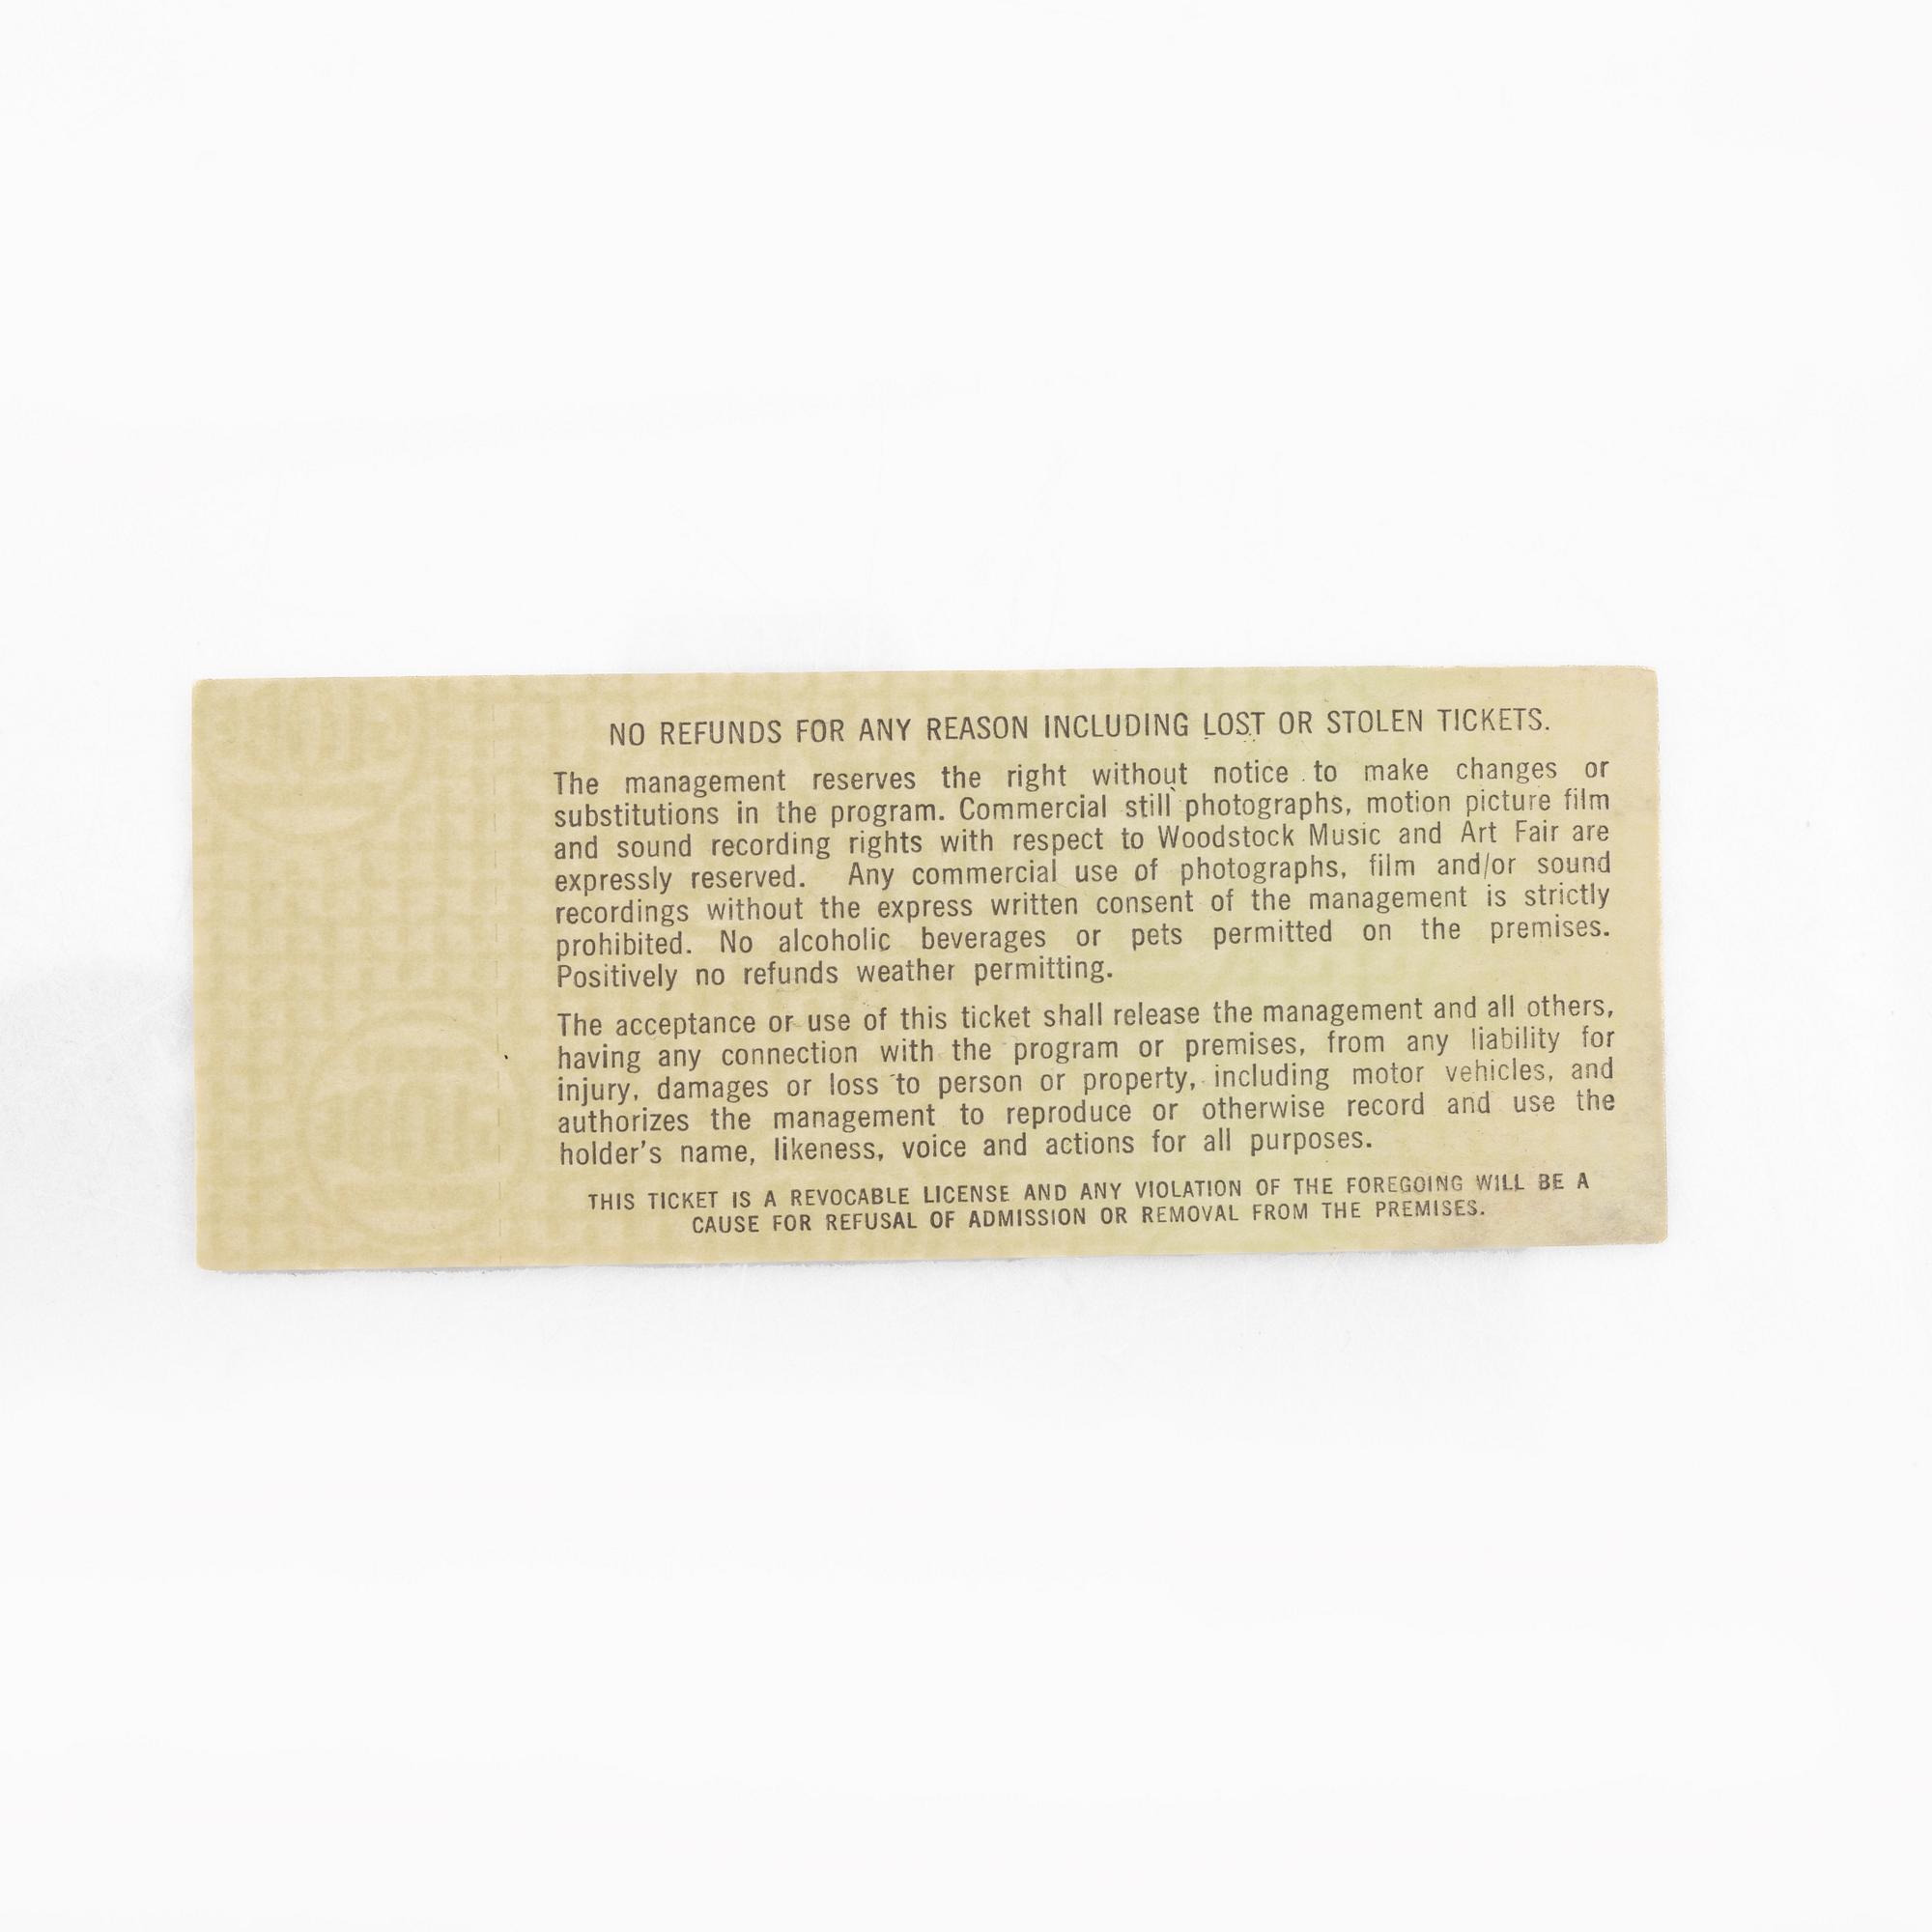 NO REFUNDS FOR ANY REASON INCLUDING LOST OR STOLEN TICKETS.
The management reserves the right without notice to make changes or
substitutions in the program. Commercial still photographs, motion picture film
and sound recording rights with respect to Woodstock Music and Art Fair are
expressly reserved. Any commercial use of photographs, film and/or sound
recordings without the express written consent of the management is strictly
prohibited. No alcoholic beverages or pets permitted on the premises.
Positively no refunds weather permitting.
The acceptance or use of this ticket shall release the management and all others,
having any connection with the program or premises, from any liability for
injury, damages or loss to person or property, including motor vehicles, and
authorizes the management to reproduce or otherwise record and use the
holder's name, likeness, voice and actions for all purposes.
THIS TICKET IS A REVOCABLE LICENSE AND ANY VIOLATION OF THE FOREGOING WILL BE A
CAUSE FOR REFUSAL OF ADMISSION OR REMOVAL FROM THE PREMISES.